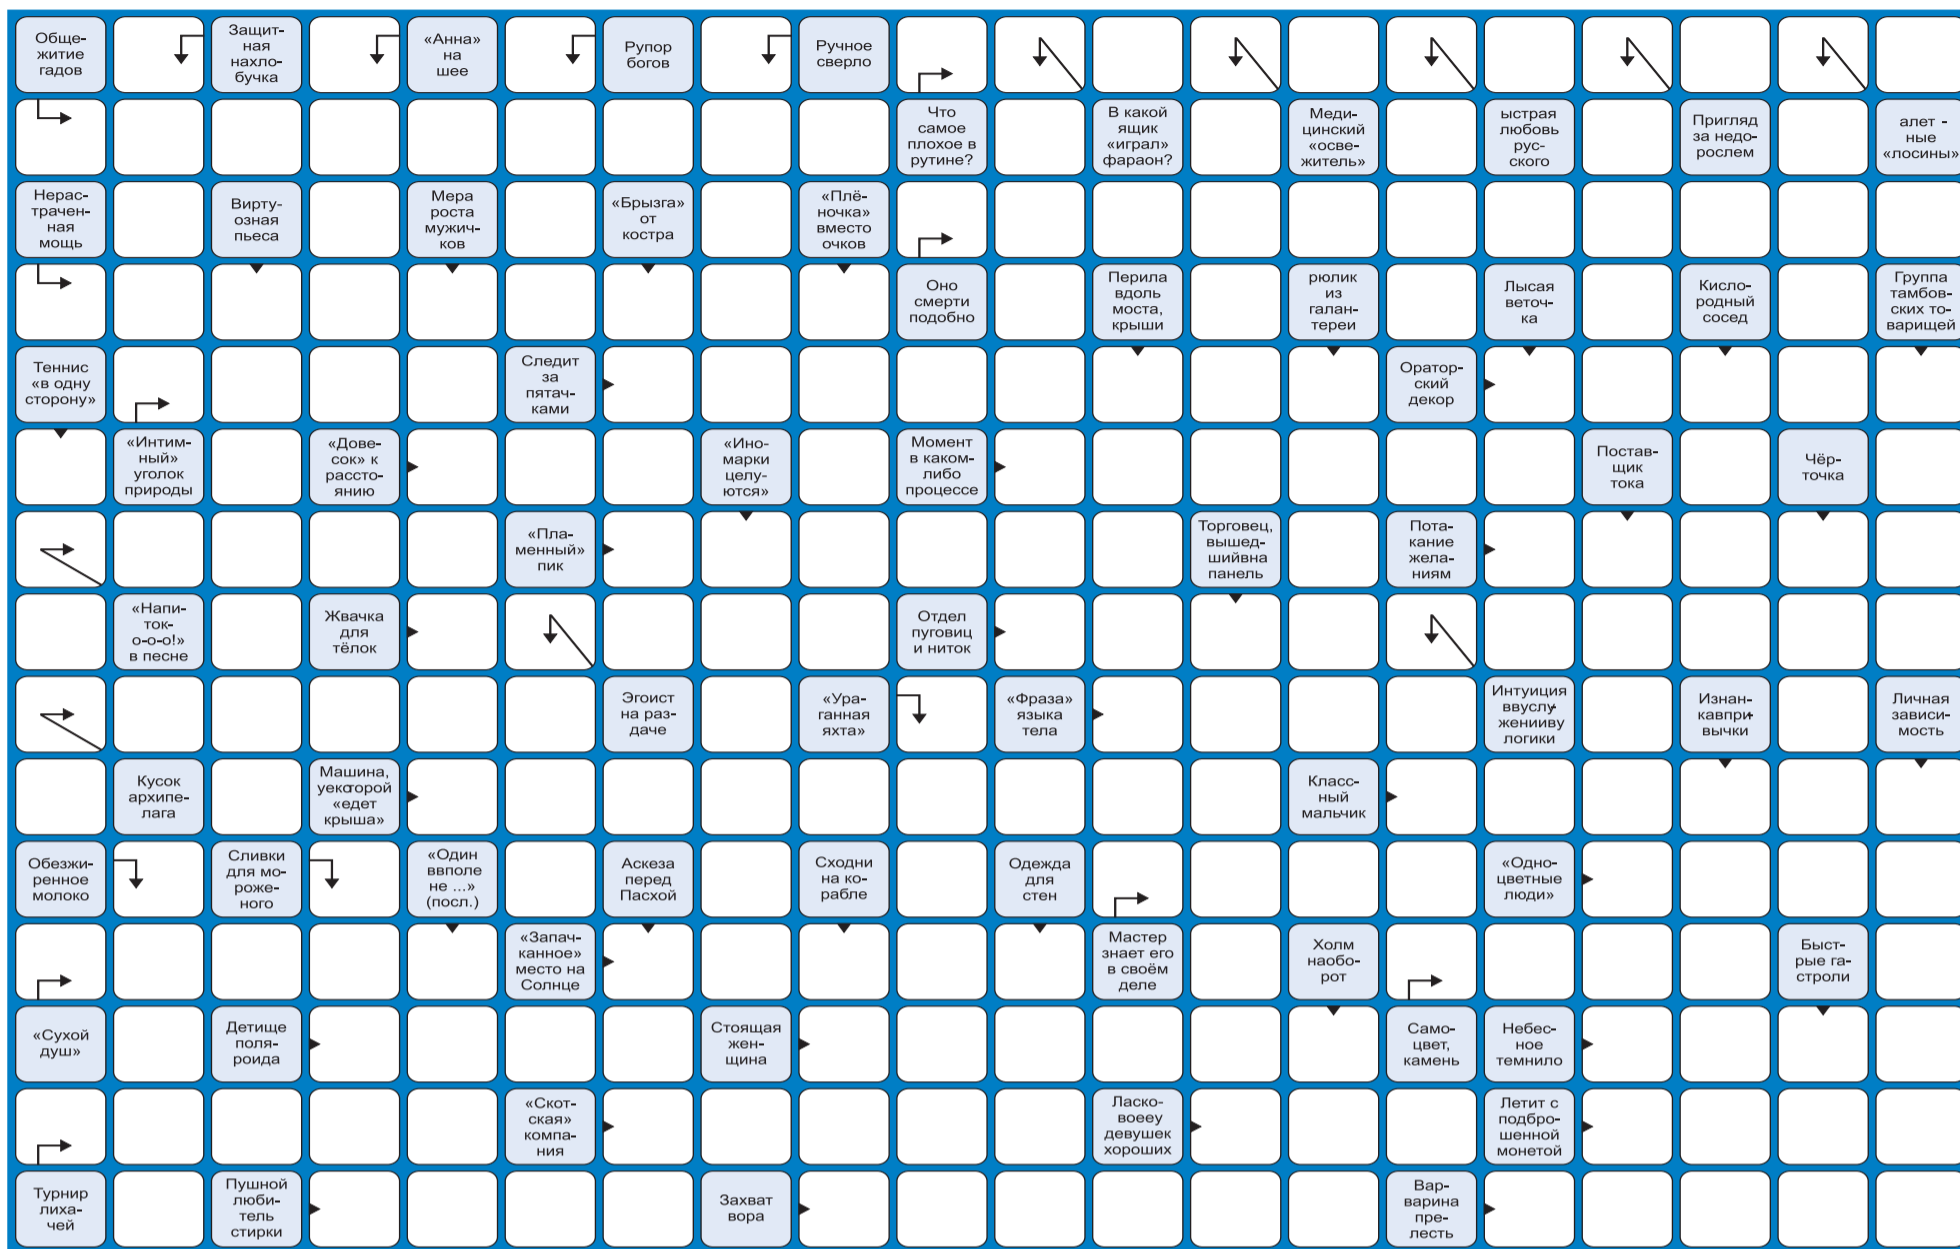 Обще-
житие
гадов
Защит-
ная
нахло-
бучка
«Анна»
на
шее
Рупор
богов
Ручное
сверло
Что
самое
плохое в
рутине?
В какой
ящик
«играл»
фараон?
Меди-
цинский
«осве-
житель»
ыстрая
любовь
рус-
ского
Пригляд
за недо-
рослем
алет -
ные
«лосины»
Нерас-
трачен-
ная
мощь
Вирту-
озная
пьеса
Мера
роста
мужич-
ков
«Брызга»
от
костра
«Плё-
ночка»
вместо
очков
Оно
смерти
подобно
Перила
вдоль
моста,
крыши
рюлик
из
галан-
тереи
Лысая
веточ-
ка
Кисло-
родный
сосед
Группа
тамбов-
ских то-
варищей
Теннис
«в одну
сторону»
Следит
за
пятач-
ками
Оратор-
ский
декор
«Интим-
ный»
уголок
природы
«Дове-
сок» к
рассто-
янию
«Ино-
марки
целу-
ются»
Момент
в каком-
либо
процессе
Постав-
щик
тока
Чёр-
точка
«Пла-
менный»
пик
Торговец,
вышед-
шийвна
панель
Пота-
кание
жела-
ниям
«Напи-
ток-
о-о-о!»
в песне
Жвачка
для
тёлок
Отдел
пуговиц
и ниток
Эгоист
на раз-
даче
«Ура-
ганная
яхта»
«Фраза»
языка
тела
Интуиция
ввуслу-
женииву
логики
Изнан-
кавпри-
вычки
Личная
зависи-
мость
Кусок
архипе-
лага
Машина,
уекоторой
«едет
крыша»
Класс-
ный
мальчик
Обезжи-
ренное
молоко
Сливки
для мо-
роже-
ного
«Один
ввполе
не ...»
(посл.)
Аскеза
перед
Пасхой
Сходни
на ко-
рабле
Одежда
для
стен
«Одно-
цветные
люди»
«Запач-
канное»
место на
Солнце
Мастер
знает его
в своём
деле
Холм
наобо-
рот
Быст-
рые га-
строли
«Сухой
душ»
Детище
поля-
роида
Стоящая
жен-
щина
Само-
цвет,
камень
Небес-
ное
темнило
«Скот-
ская»
компа-
ния
Ласко-
воееу
девушек
хороших
Летит с
подбро-
шенной
монетой
Турнир
лиха-
чей
Пушной
люби-
тель
стирки
Захват
вора
Вар-
варина
пре-
лесть